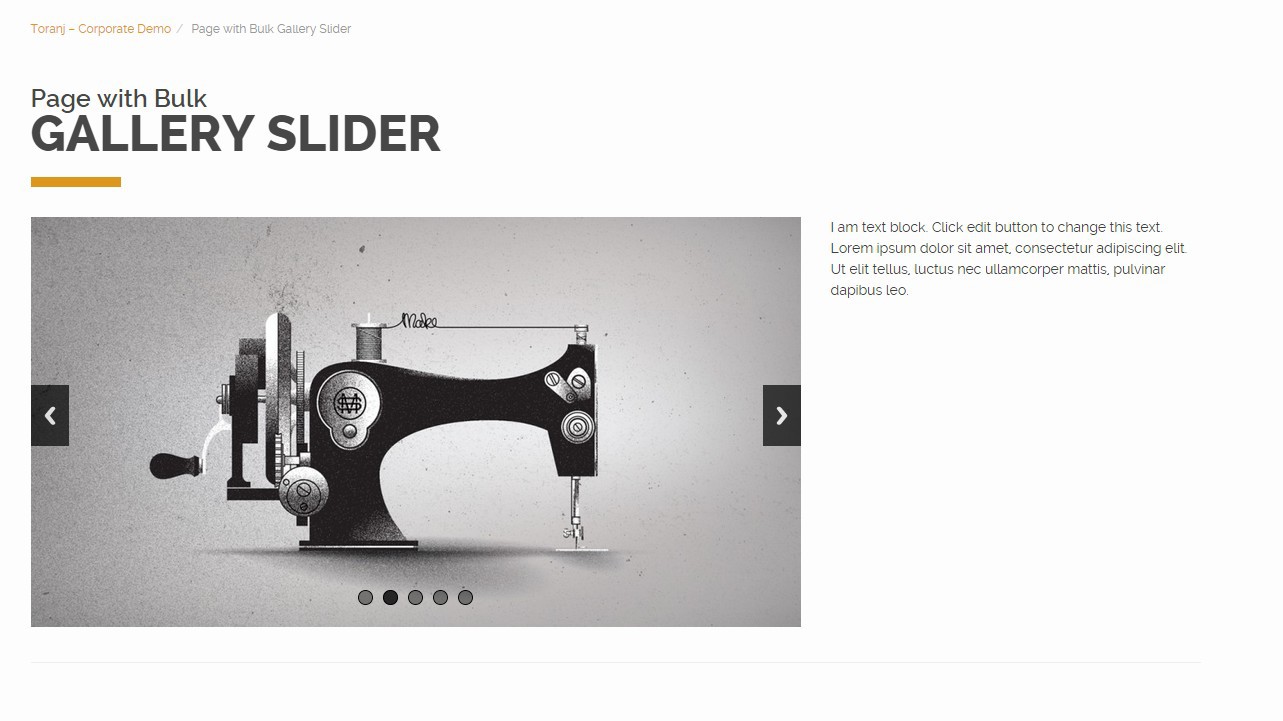 Toranj – Corporate Demo / Page with Bulk Gallery Slider
Page with Bulk
GALLERY SLIDER
Make
I am text block. Click edit button to change this text.
Lorem ipsum dolor sit amet, consectetur adipiscing elit.
Ut elit tellus, luctus nec ullamcorper mattis, pulvinar
dapibus leo.